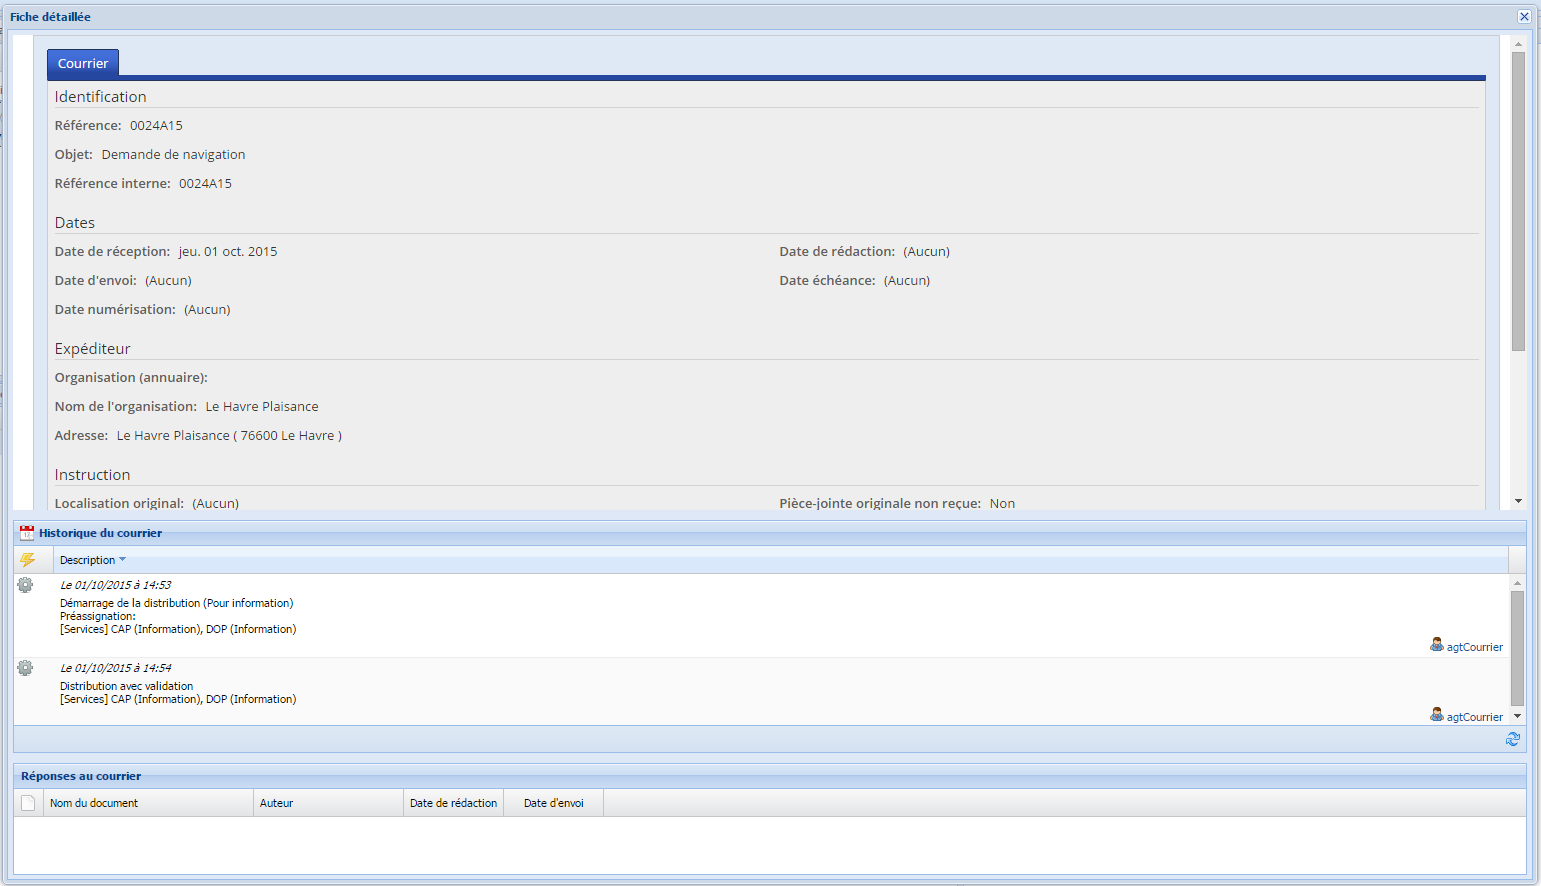 Fiche détaillée
Courrier
Identification
Référence: 0024A15
Objet: Demande de navigation
Référence interne: 0024A15
Dates
Date de réception: jeu. 01 oct. 2015 Date de rédaction: (Aucun)
Date d'envoi: (Aucun) Date échéance: (Aucun)
Date numérisation: (Aucun)
Expéditeur
Organisation (annuaire):
Nom de l'organisation: Le Havre Plaisance
Adresse: Le Havre Plaisance ( 76600 Le Havre )
Instruction
Localisation original: (Aucun) Pièce-jointe originale non reçue: Non
Historique du courrier
Description
Le 01/10/2015 à 14:53
Démarrage de la distribution (Pour information)
Préassignation:
[Services] CAP (Information), DOP (Information)
agtCourrier
Le 01/10/2015 à 14:54
Distribution avec validation
[Services] CAP (Information), DOP (Information)
agtCourrier
Réponses au courrier
Nom du document Auteur Date de rédaction Date d'envoi